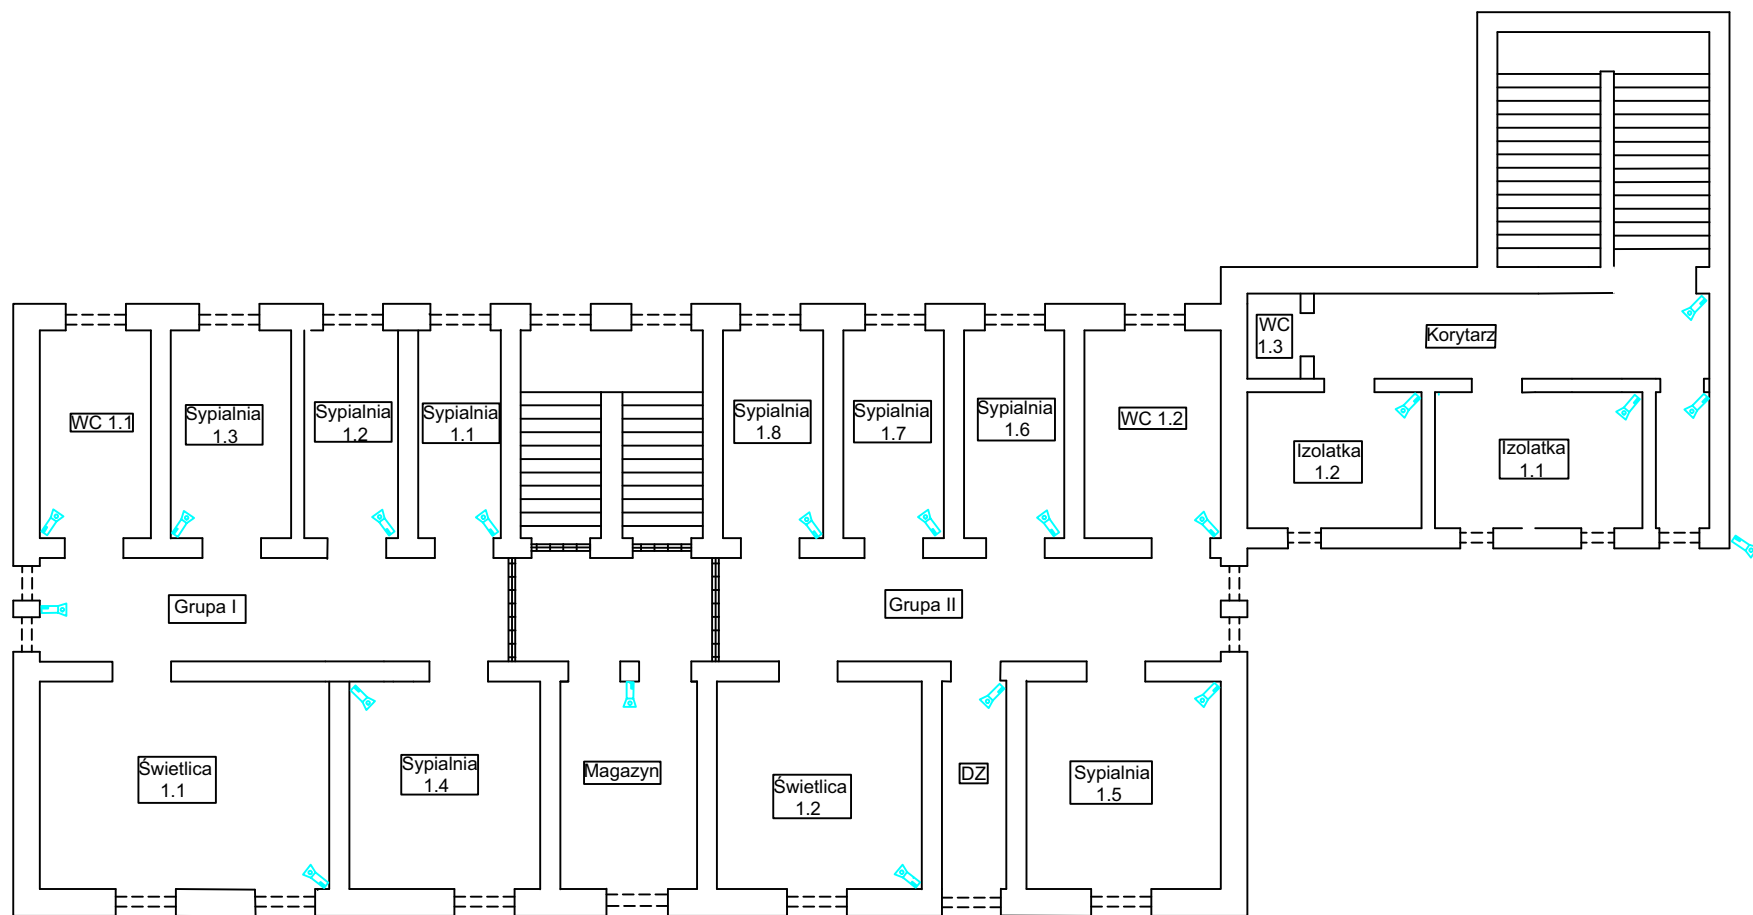 WC
1.3
Korytarz
WC 1.1
Sypialnia
1.3
Sypialnia
1.2
Sypialnia
1.1
Sypialnia
1.8
Sypialnia
1.7
Sypialnia
1.6
WC 1.2
Izolatka
1.2
Izolatka
1.1
Grupa I
Grupa II
Świetlica
1.1
Sypialnia
1.4
Magazyn
Świetlica
1.2
DZ
Sypialnia
1.5